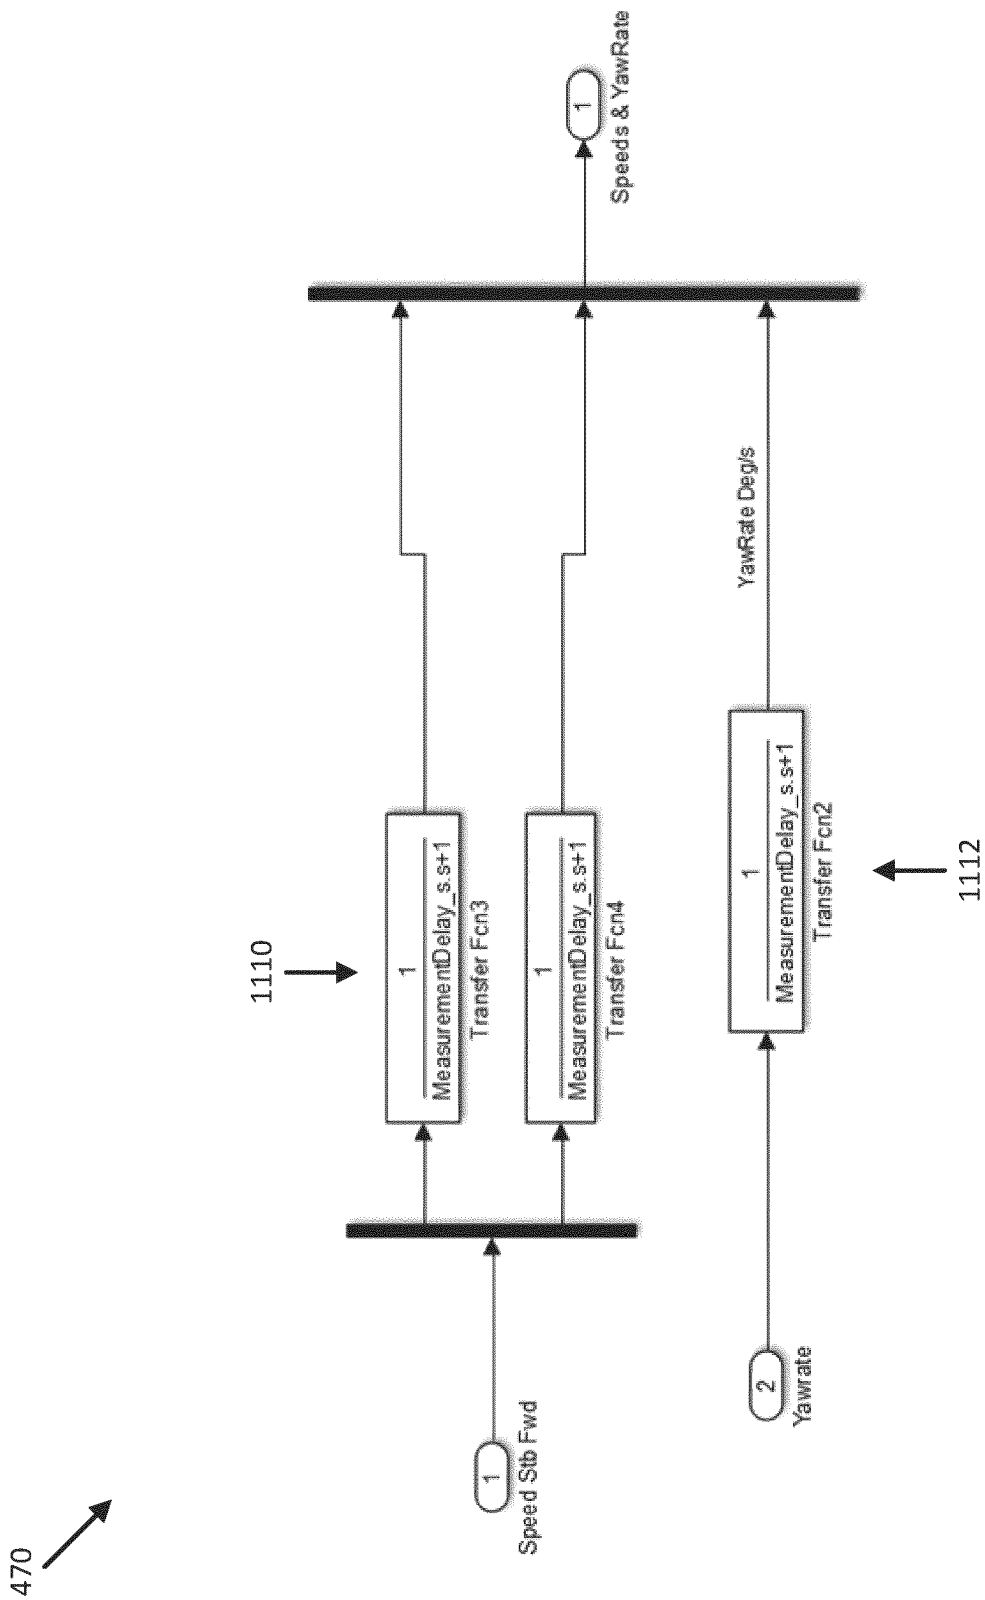 470
1110
1
MeasurementDelay_s.s+1
Transfer Fcn3
1
Speed Stb Fwd
1
MeasurementDelay_s.s+1
Transfer Fcn4
1
Speeds & YawRate
2
Yawrate
1
MeasurementDelay_s.s+1
Transfer Fcn2
YawRate Deg/s
1112